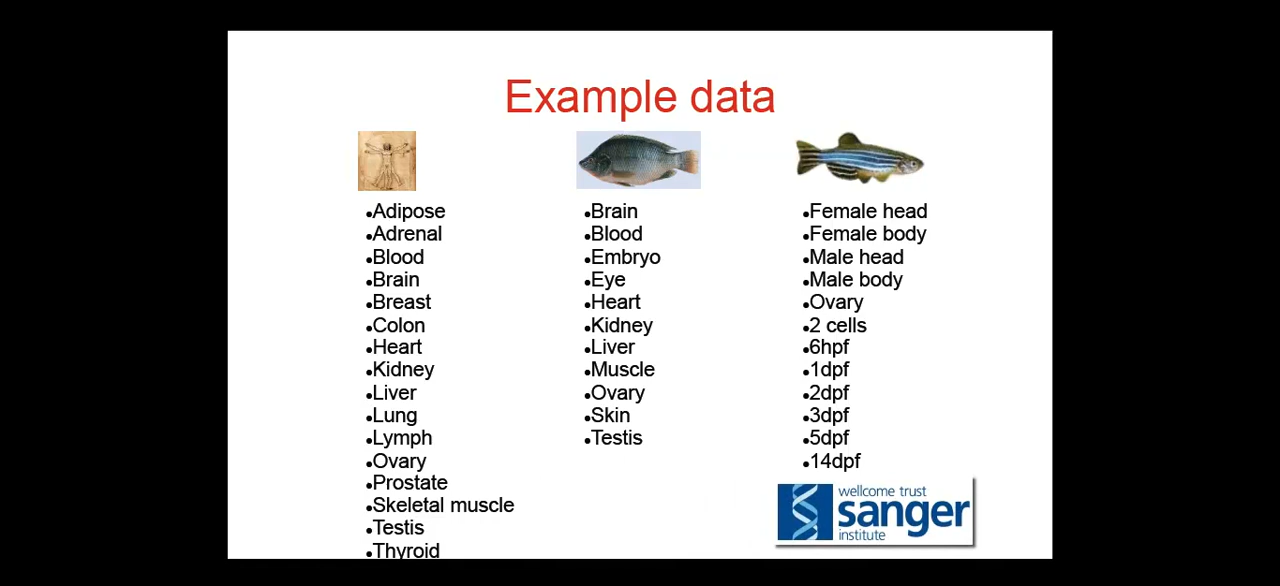 Example data
Adipose
Adrenal
Blood
Brain
Breast
Colon
Heart
Kidney
Liver
Lung
Lymph
Ovary
Prostate
Skeletal muscle
Testis
Thyroid
Brain
Blood
Embryo
Eye
Heart
Kidney
Liver
Muscle
Ovary
Skin
Testis
Female head
Female body
Male head
Male body
Ovary
2 cells
6hpf
1dpf
2dpf
3dpf
5dpf
14dpf
wellcome trust
sanger
institute